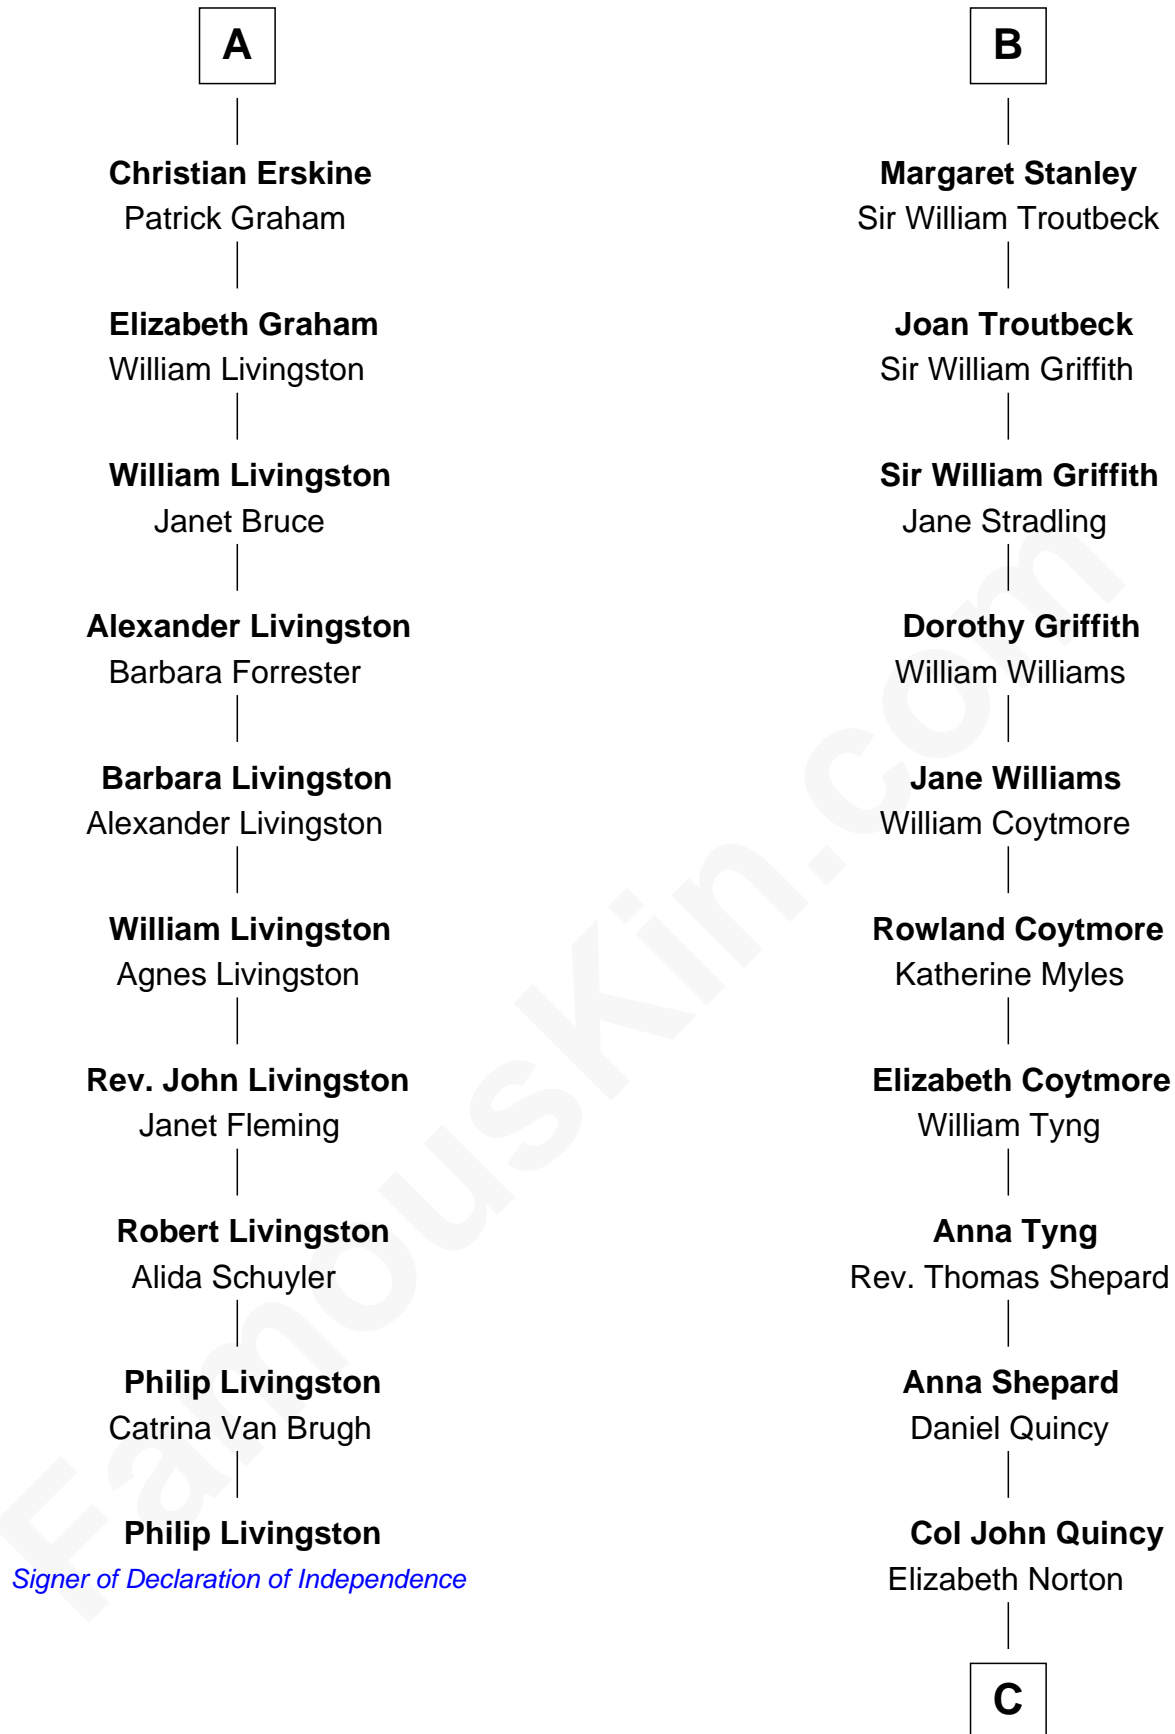 A
Christian Erskine
Patrick Graham
Elizabeth Graham
William Livingston
William Livingston
Janet Bruce
Alexander Livingston
Barbara Forrester
Barbara Livingston
Alexander Livingston
William Livingston
Agnes Livingston
Rev. John Livingston
Janet Fleming
Robert Livingston
Alida Schuyler
Philip Livingston
Catrina Van Brugh
Philip Livingston
Signer of Declaration of Independence
B
Margaret Stanley
Sir William Troutbeck
Joan Troutbeck
Sir William Griffith
Sir William Griffith
Jane Stradling
Dorothy Griffith
William Williams
Jane Williams
William Coytmore
Rowland Coytmore
Katherine Myles
Elizabeth Coytmore
William Tyng
Anna Tyng
Rev. Thomas Shepard
Anna Shepard
Daniel Quincy
Col John Quincy
Elizabeth Norton
C
FamousKin.com